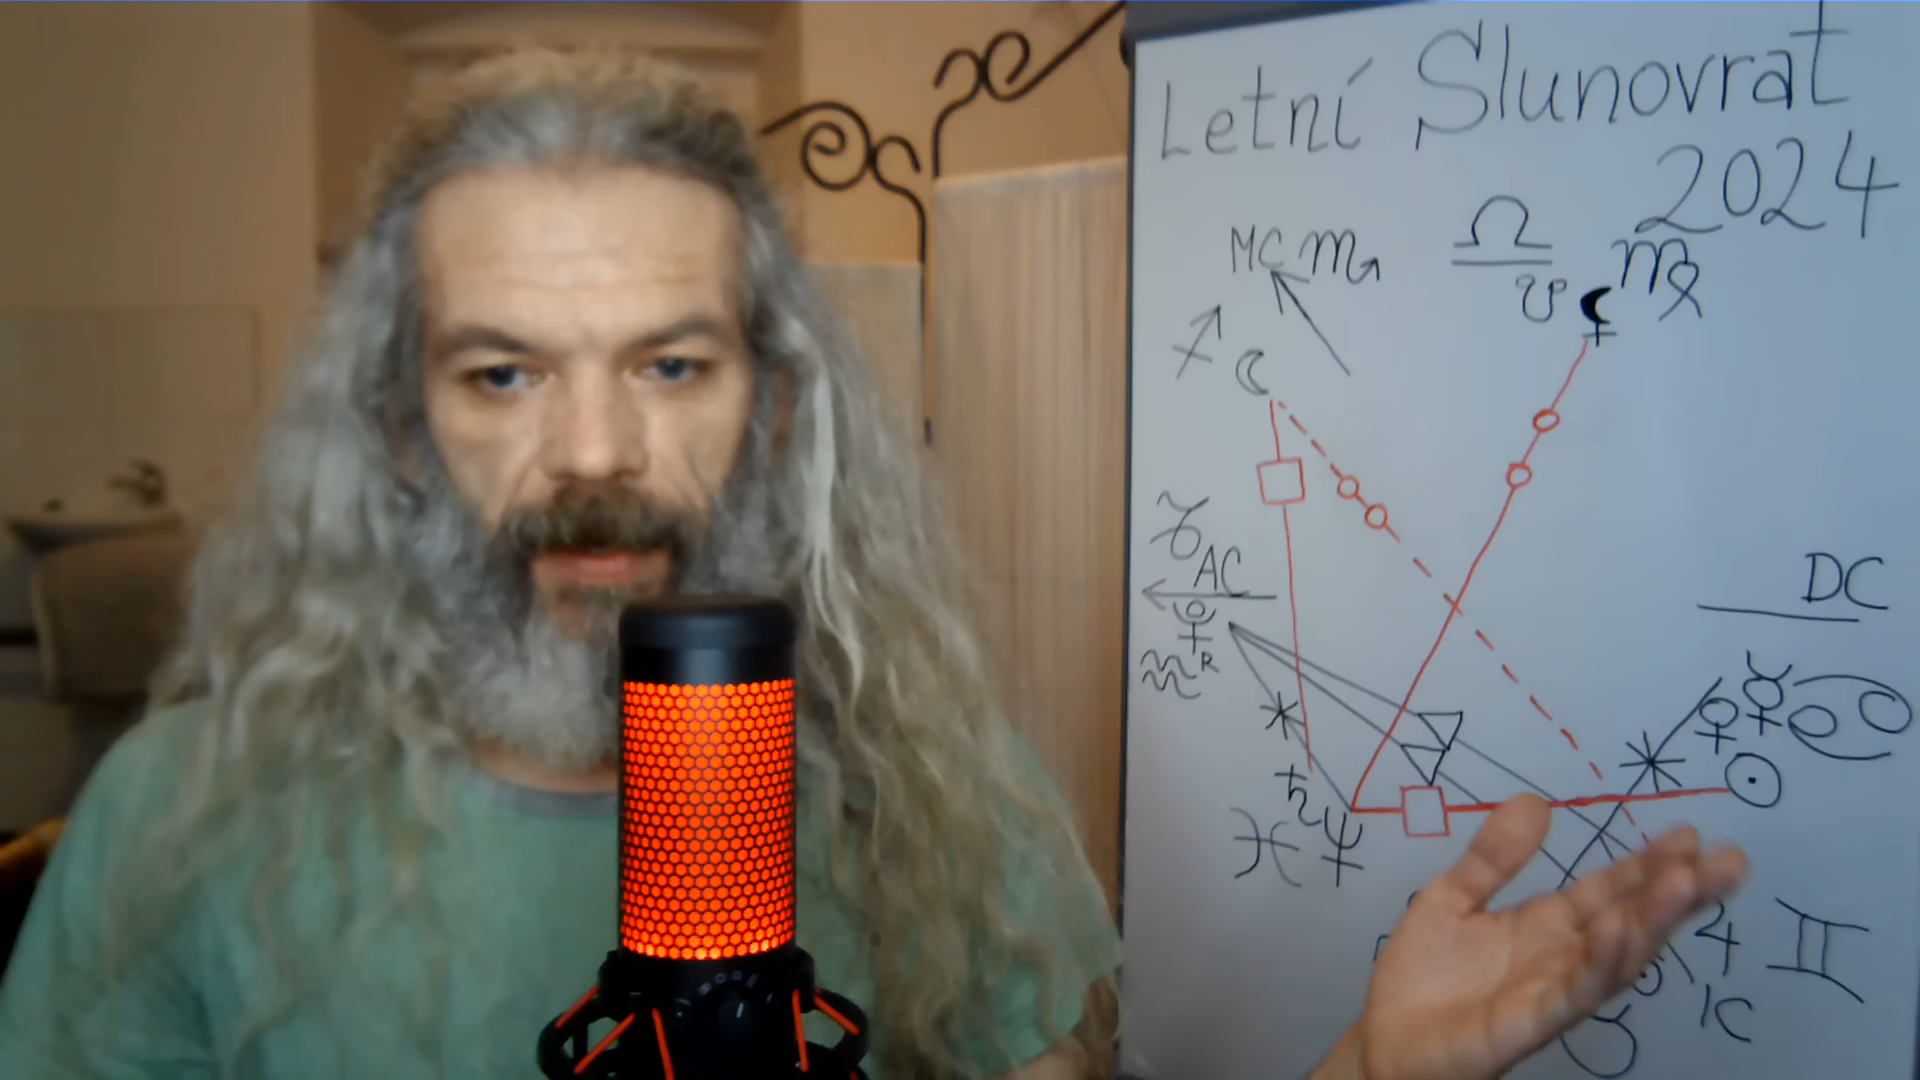 Letní Slunovrat
2024
MC ♏ ♎ ☋ ⚸ ♍
♐ ☾
♑
AC
DC
♇ R
♒
☿
♀ ♋
☉
♄
♓ ♆
♃ ♊
IC
♉